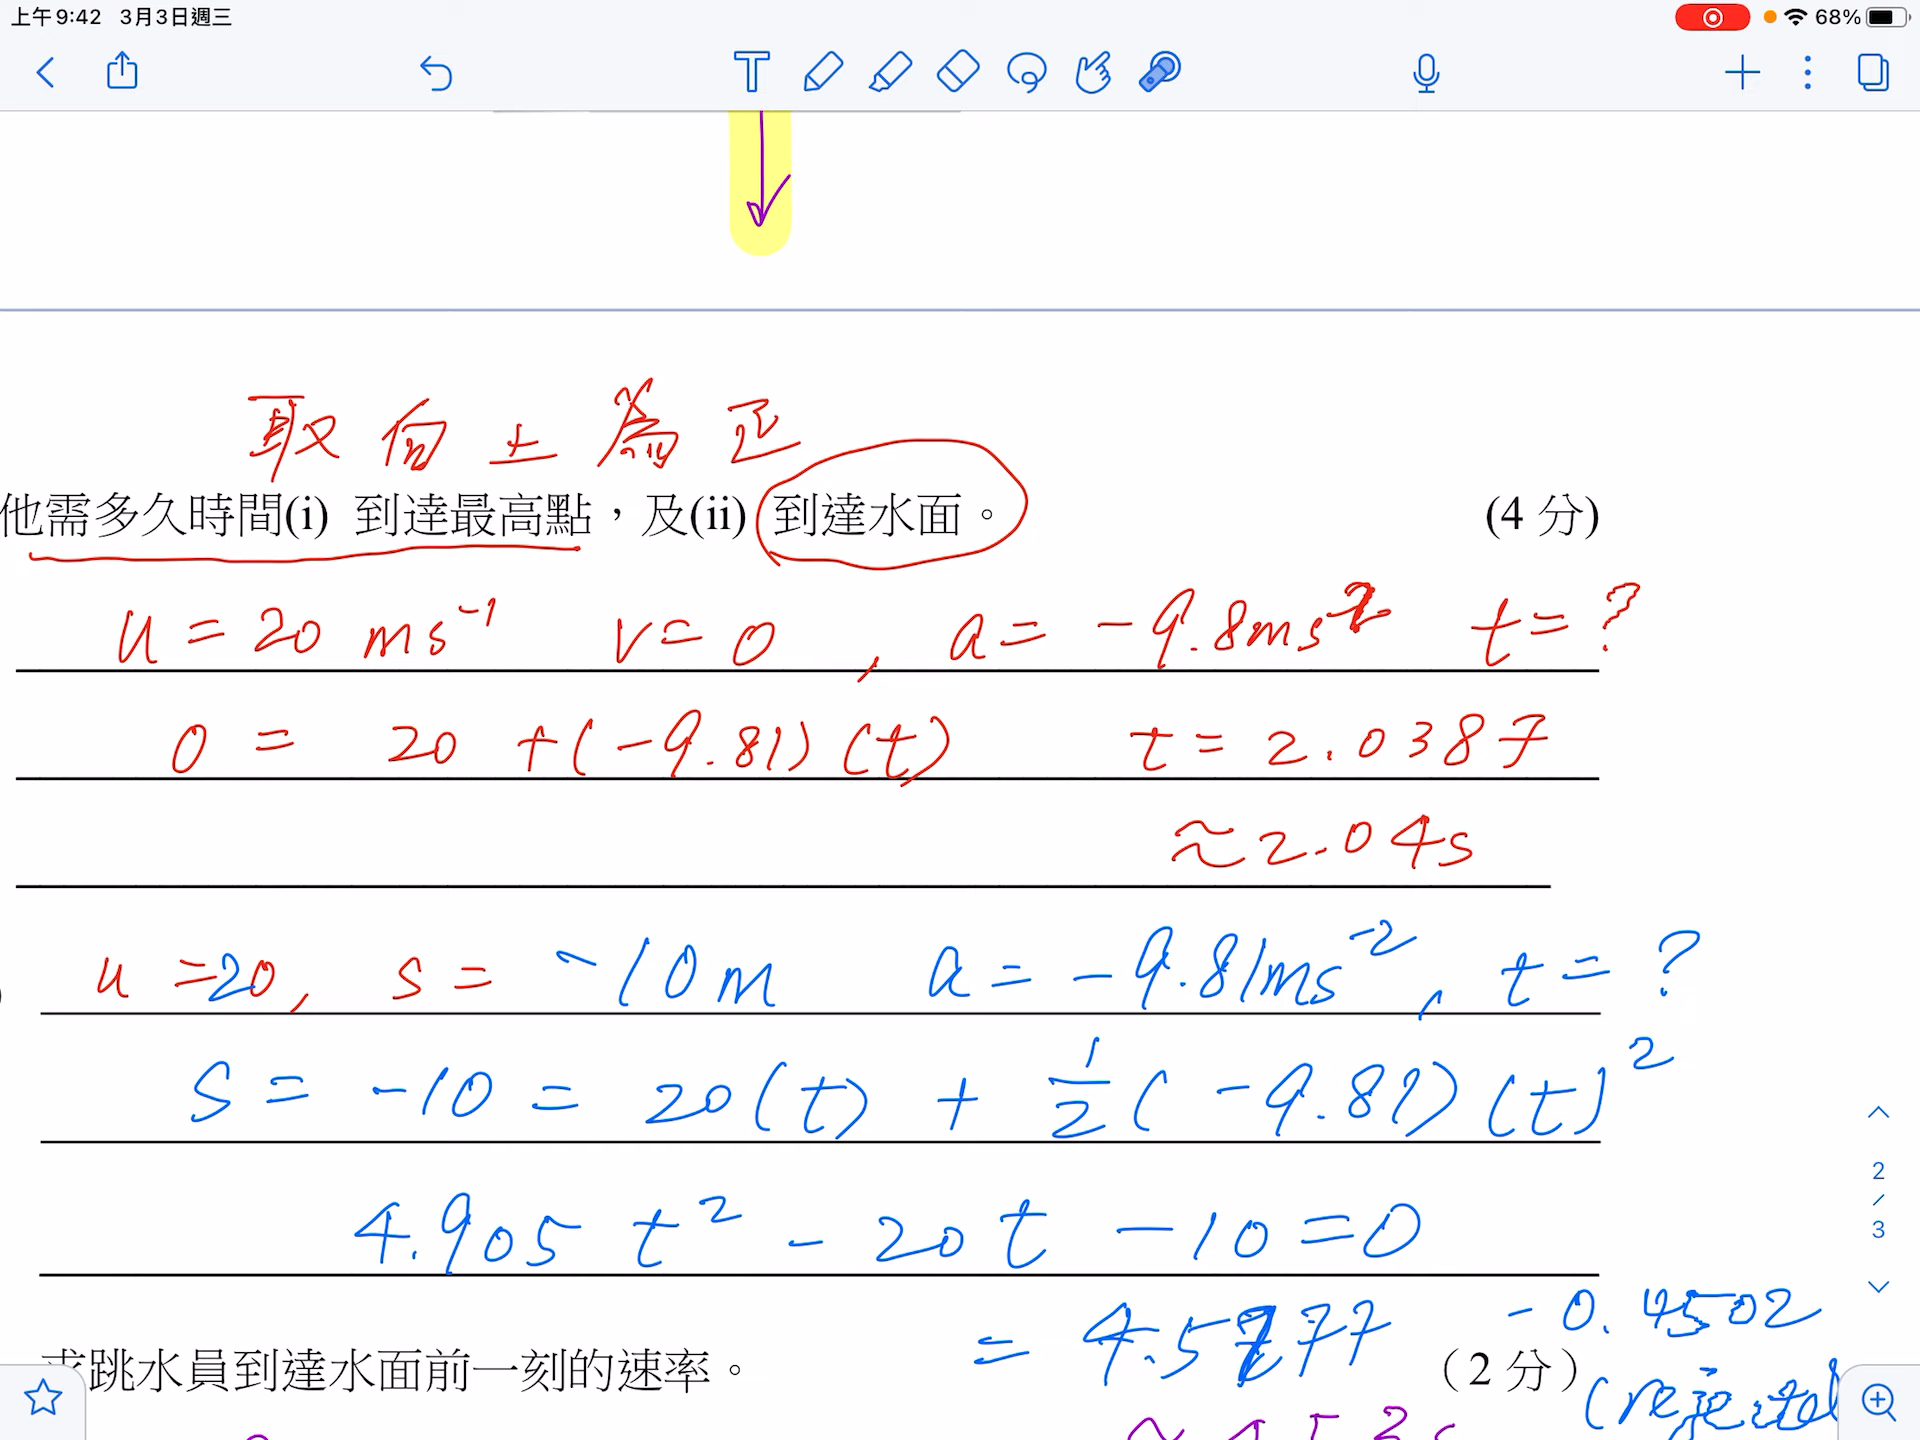 上午9:42 3月3日週三
68%
取向上為正
他需多久時間(i) 到達最高點，及(ii) 到達水面。 (4 分)
u = 20 ms⁻¹ v = 0 , a = -9.8ms⁻² t = ?
0 = 20 + (-9.81) (t) t = 2.0387
≈ 2.04s
u = 20, s = -10m a = -9.81ms⁻², t = ?
S = -10 = 20(t) + 1/2 (-9.81) (t)²
4.905 t² - 20t - 10 = 0
= 4.5277 - 0.4502
求跳水員到達水面前一刻的速率。 (2 分)
(rejected
2
/
3